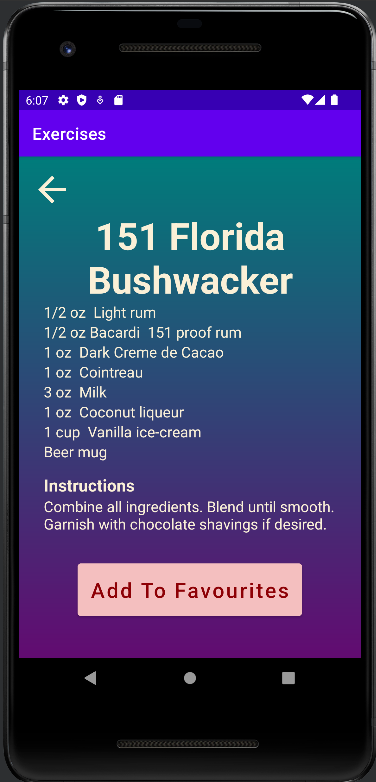 6:07
Exercises
151 Florida
Bushwacker
1/2 oz  Light rum
1/2 oz Bacardi  151 proof rum
1 oz  Dark Creme de Cacao
1 oz  Cointreau
3 oz  Milk
1 oz  Coconut liqueur
1 cup  Vanilla ice-cream
Beer mug
Instructions
Combine all ingredients. Blend until smooth.
Garnish with chocolate shavings if desired.
Add To Favourites